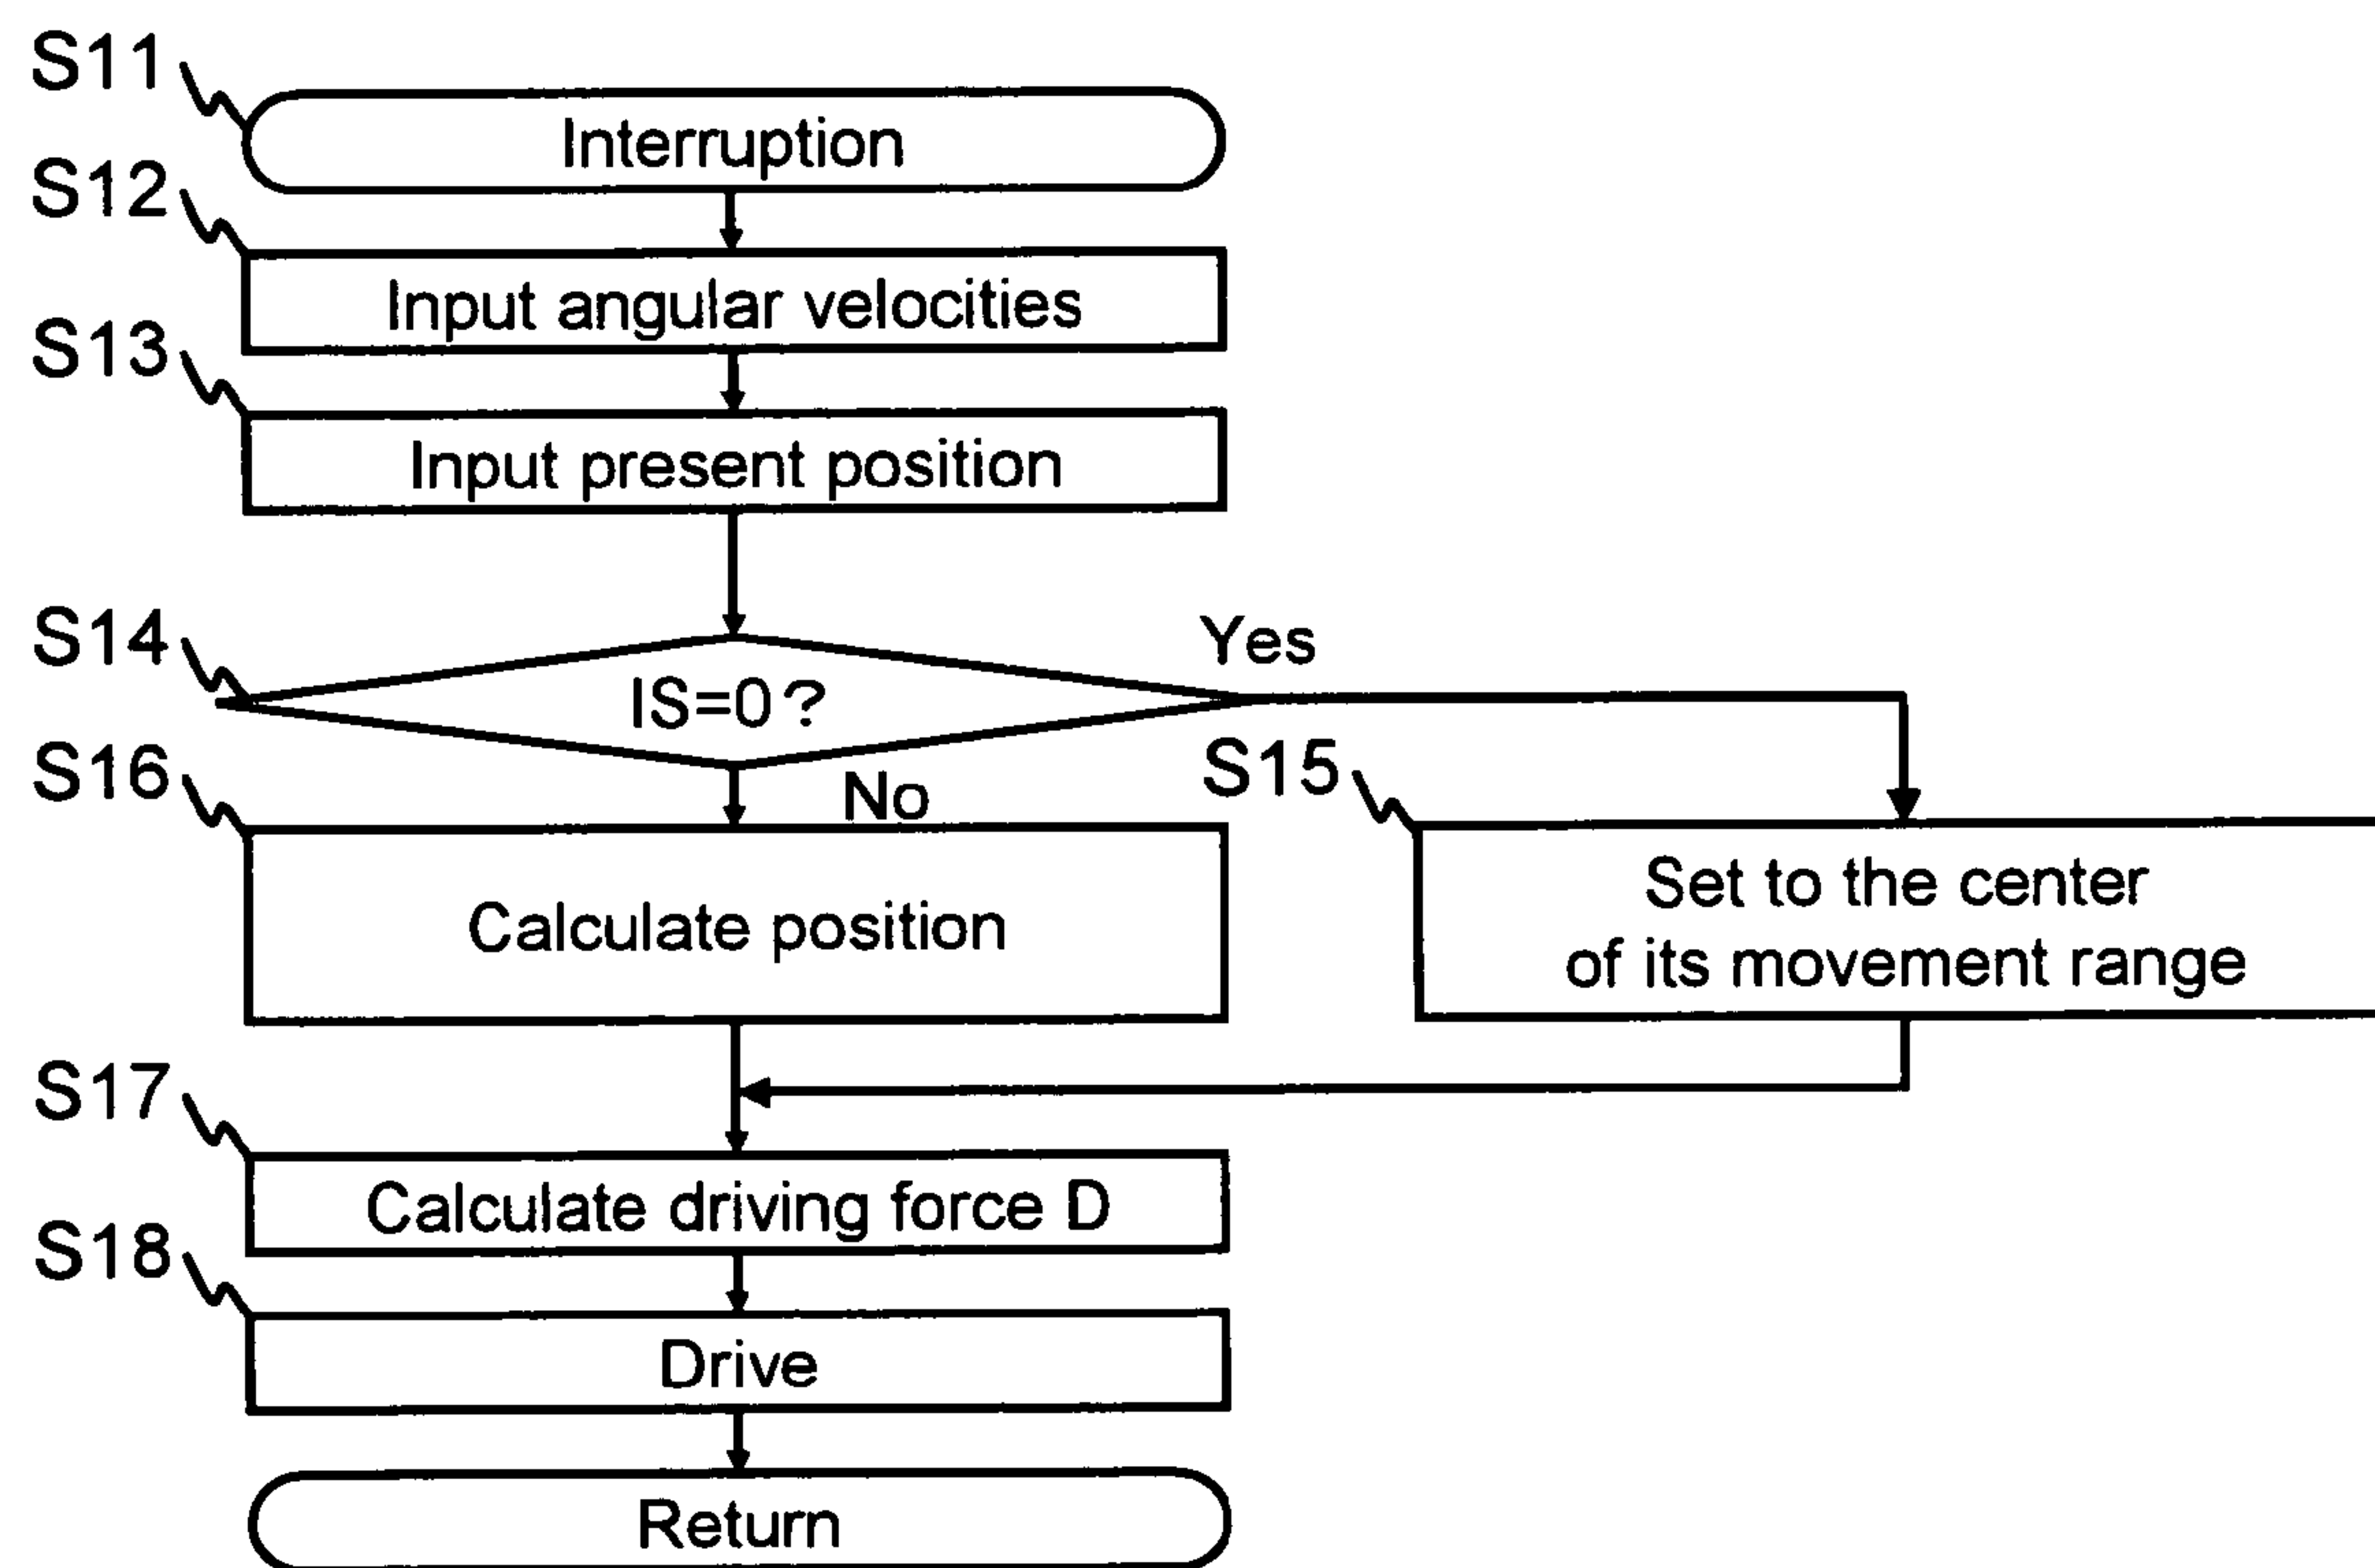 S11
Interruption
S12
Input angular velocities
S13
Input present position
S14
IS=0?
Yes
No
S15
Set to the center
of its movement range
S16
Calculate position
S17
Calculate driving force D
S18
Drive
Return